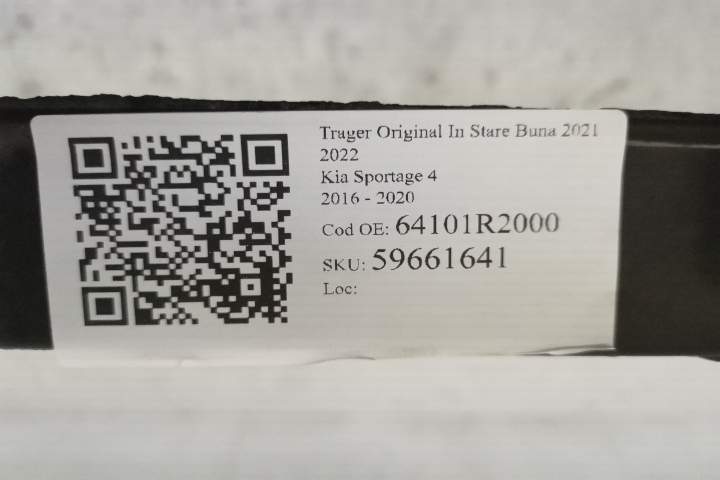 Trager Original In Stare Buna 2021
2022
Kia Sportage 4
2016 - 2020
Cod OE: 64101R2000
SKU: 59661641
Loc: